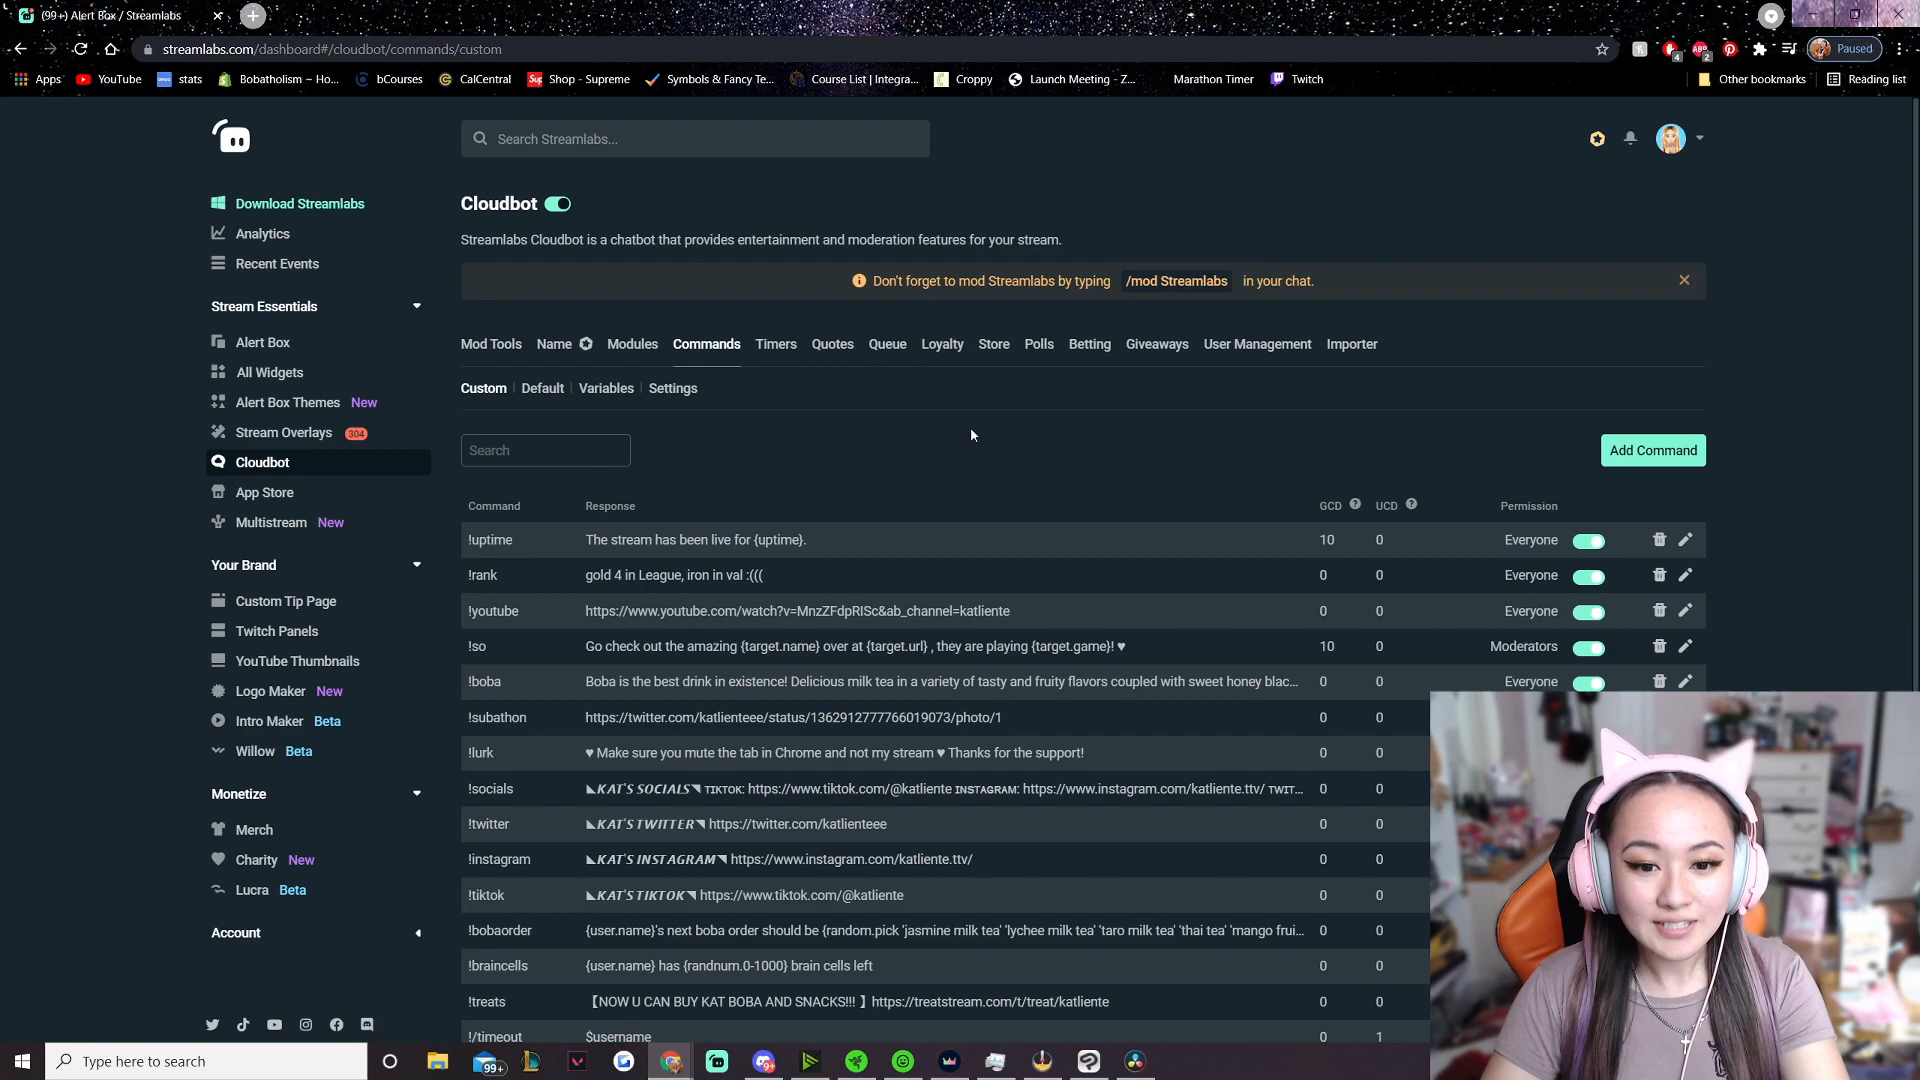 (99+) Alert Box / Streamlabs
streamlabs.com/dashboard#/cloudbot/commands/custom
Paused
Apps YouTube stats Bobatholism – Ho... bCourses CalCentral Shop - Supreme Symbols & Fancy Te... Course List | Integra... Croppy Launch Meeting - Z... Marathon Timer Twitch Other bookmarks Reading list
Search Streamlabs...
Download Streamlabs
Analytics
Recent Events
Stream Essentials
Alert Box
All Widgets
Alert Box Themes New
Stream Overlays 304
Cloudbot
App Store
Multistream New
Your Brand
Custom Tip Page
Twitch Panels
YouTube Thumbnails
Logo Maker New
Intro Maker Beta
Willow Beta
Monetize
Merch
Charity New
Lucra Beta
Account
Cloudbot
Streamlabs Cloudbot is a chatbot that provides entertainment and moderation features for your stream.
Don't forget to mod Streamlabs by typing /mod Streamlabs in your chat.
Mod Tools Name Modules Commands Timers Quotes Queue Loyalty Store Polls Betting Giveaways User Management Importer
Custom Default Variables Settings
Search
Add Command
Command Response GCD UCD Permission
!uptime The stream has been live for {uptime}. 10 0 Everyone
!rank gold 4 in League, iron in val :((( 0 0 Everyone
!youtube https://www.youtube.com/watch?v=MnzZFdpRISc&ab_channel=katliente 0 0 Everyone
!so Go check out the amazing {target.name} over at {target.url} , they are playing {target.game}! ♥ 10 0 Moderators
!boba Boba is the best drink in existence! Delicious milk tea in a variety of tasty and fruity flavors coupled with sweet honey blac... 0 0 Everyone
!subathon https://twitter.com/katlienteee/status/1362912777766019073/photo/1 0 0
!lurk ♥ Make sure you mute the tab in Chrome and not my stream ♥ Thanks for the support! 0 0
!socials ◣𝙆𝘼𝙏'𝙎 𝙎𝙊𝘾𝙄𝘼𝙇𝙎◥ ᴛɪᴋᴛᴏᴋ: https://www.tiktok.com/@katliente ɪɴsᴛᴀɢʀᴀᴍ: https://www.instagram.com/katliente.ttv/ ᴛᴡɪᴛ... 0 0
!twitter ◣𝙆𝘼𝙏'𝙎 𝙏𝙒𝙄𝙏𝙏𝙀𝙍◥ https://twitter.com/katlienteee 0 0
!instagram ◣𝙆𝘼𝙏'𝙎 𝙄𝙉𝙎𝙏𝘼𝙂𝙍𝘼𝙈◥ https://www.instagram.com/katliente.ttv/ 0 0
!tiktok ◣𝙆𝘼𝙏'𝙎 𝙏𝙄𝙆𝙏𝙊𝙆◥ https://www.tiktok.com/@katliente 0 0
!bobaorder {user.name}'s next boba order should be {random.pick 'jasmine milk tea' 'lychee milk tea' 'taro milk tea' 'thai tea' 'mango frui... 0 0
!braincells {user.name} has {randnum.0-1000} brain cells left 0 0
!treats 【NOW U CAN BUY KAT BOBA AND SNACKS!!! 】https://treatstream.com/t/treat/katliente 0 0
!/timeout $username 0 1
Type here to search
99+